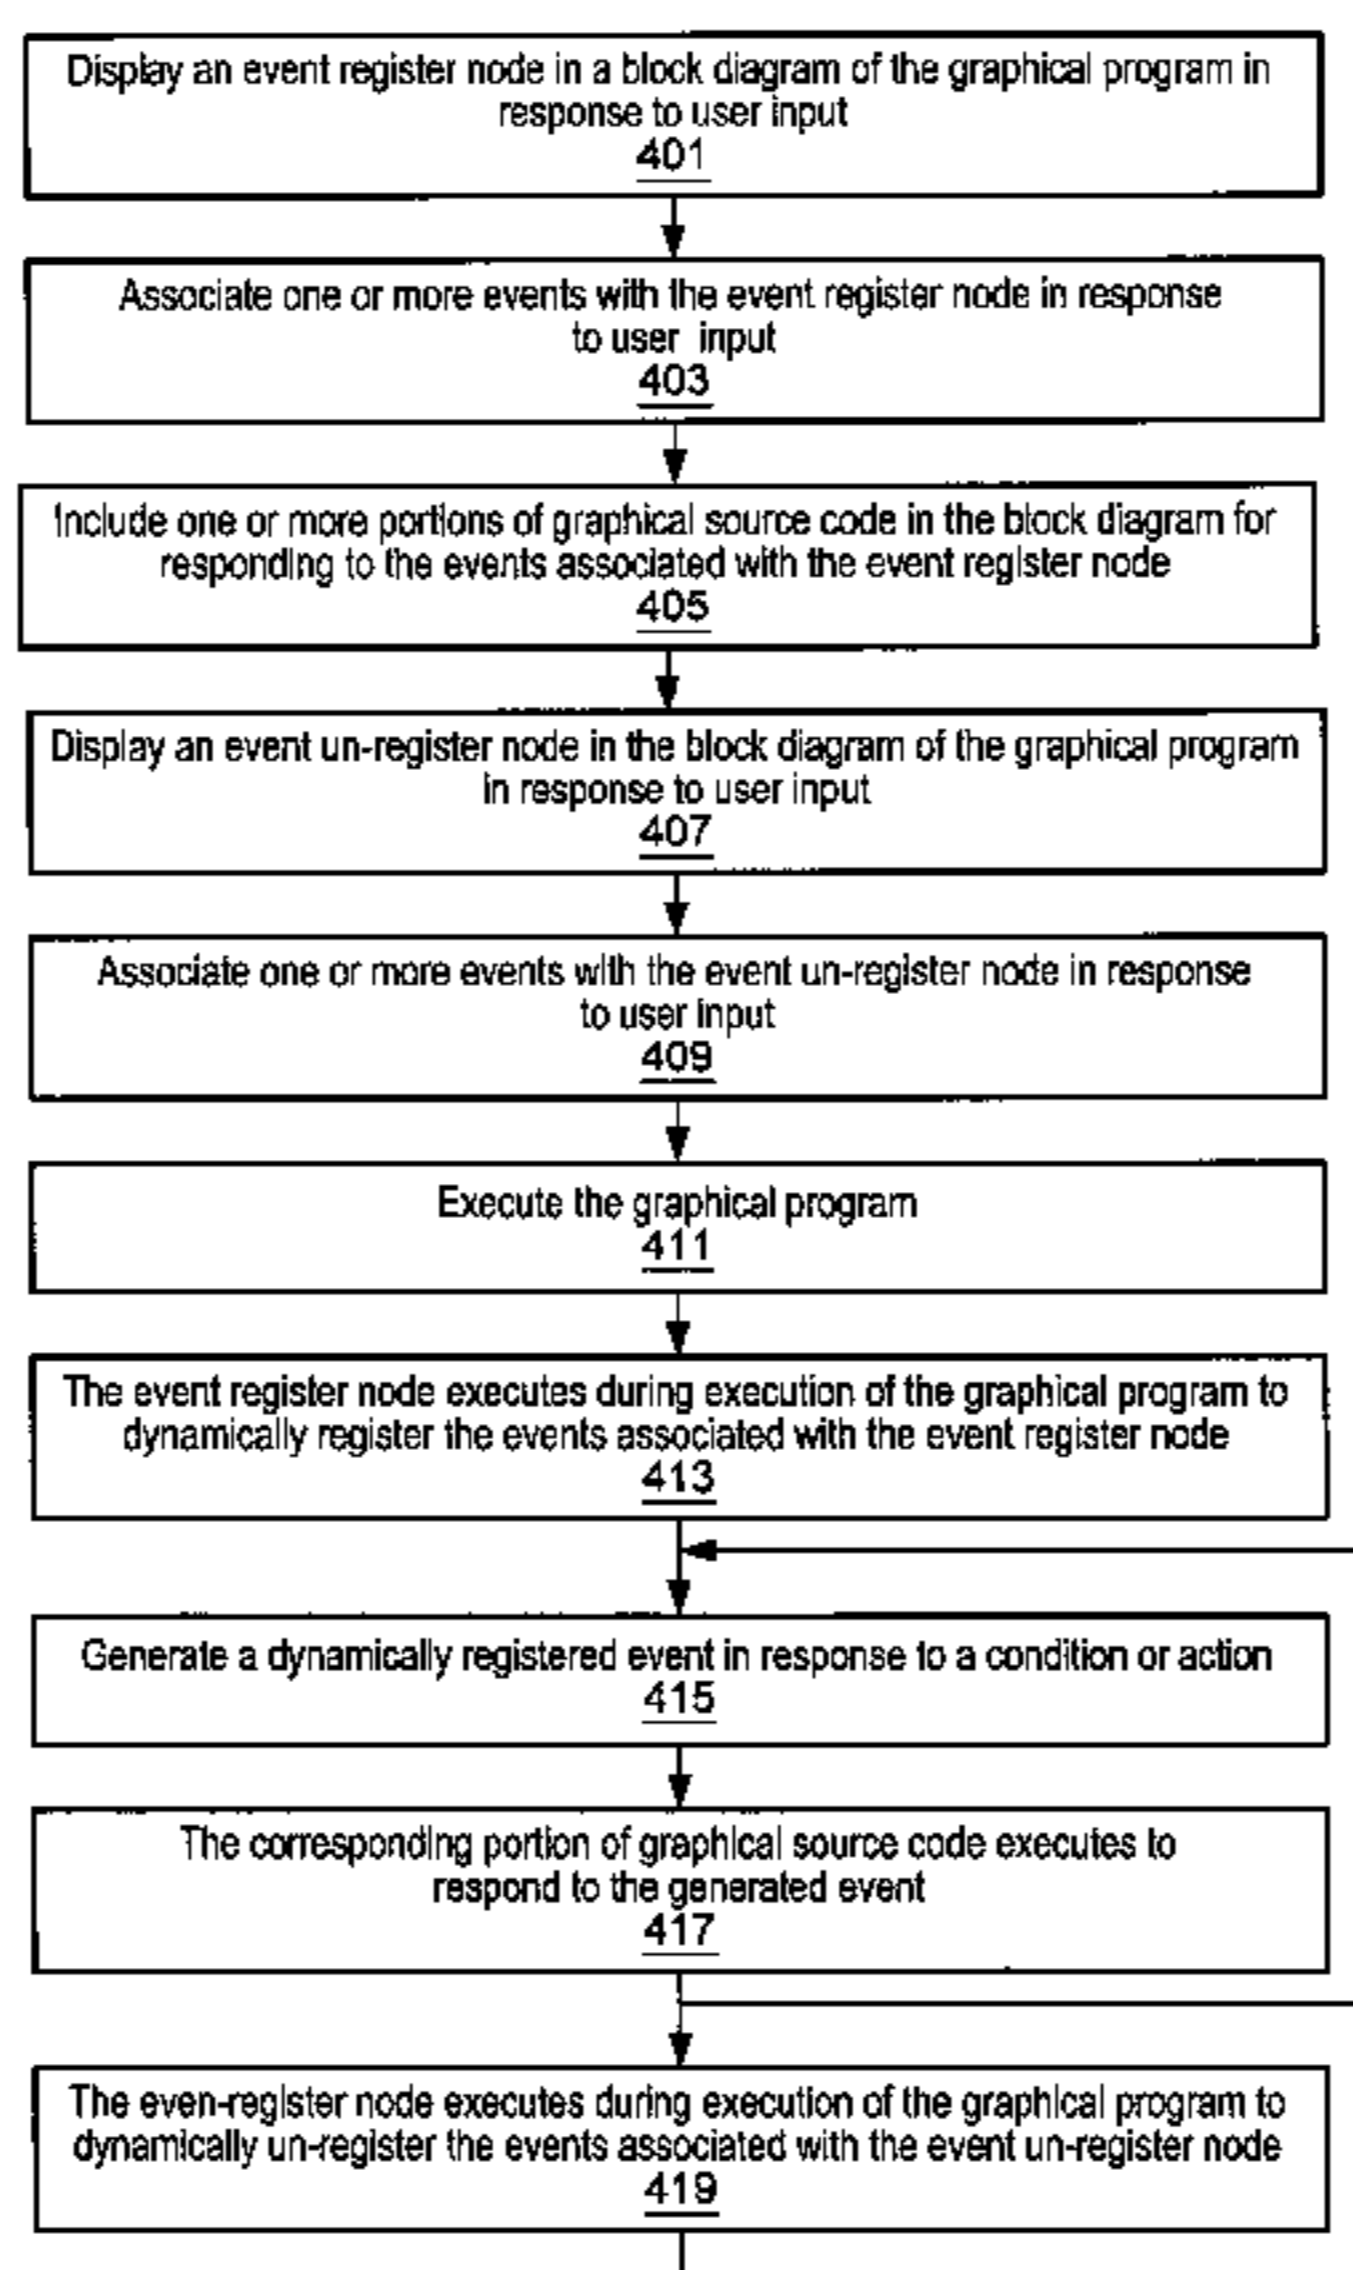 Display an event register node in a block diagram of the graphical program in
response to user input
401
Associate one or more events with the event register node in response
to user input
403
Include one or more portions of graphical source code in the block diagram for
responding to the events associated with the event register node
405
Display an event un-register node in the block diagram of the graphical program
in response to user input
407
Associate one or more events with the event un-register node in response
to user input
409
Execute the graphical program
411
The event register node executes during execution of the graphical program to
dynamically register the events associated with the event register node
413
Generate a dynamically registered event in response to a condition or action
415
The corresponding portion of graphical source code executes to
respond to the generated event
417
The even-register node executes during execution of the graphical program to
dynamically un-register the events associated with the event un-register node
419